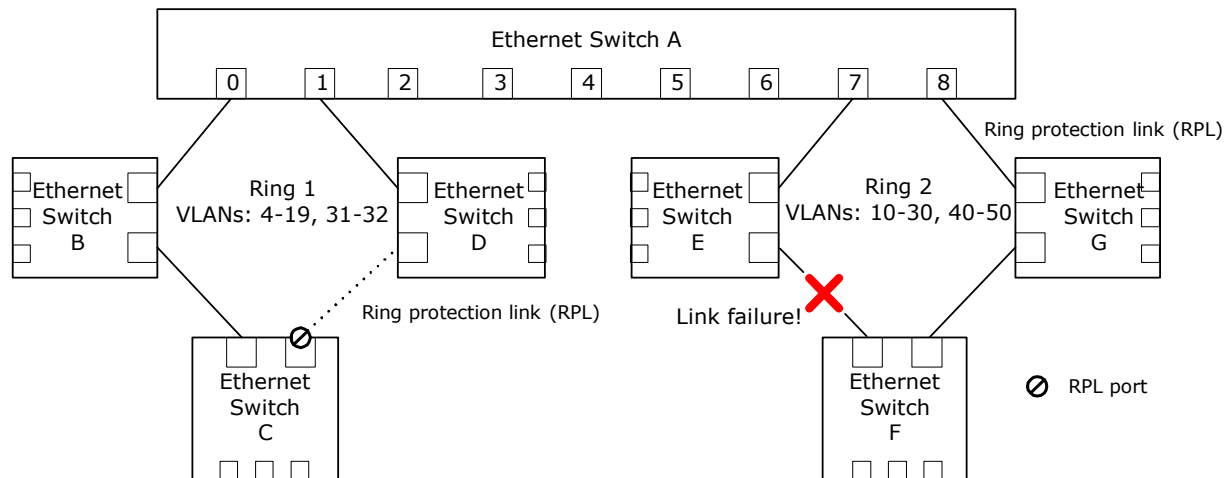 Ethernet Switch A
0 1 2 3 4 5 6 7 8
Ring protection link (RPL)
Ethernet
Switch
B
Ring 1
VLANs: 4-19, 31-32
Ethernet
Switch
D
Ethernet
Switch
E
Ring 2
VLANs: 10-30, 40-50
Ethernet
Switch
G
Ring protection link (RPL)
Link failure!
Ethernet
Switch
C
Ethernet
Switch
F
RPL port